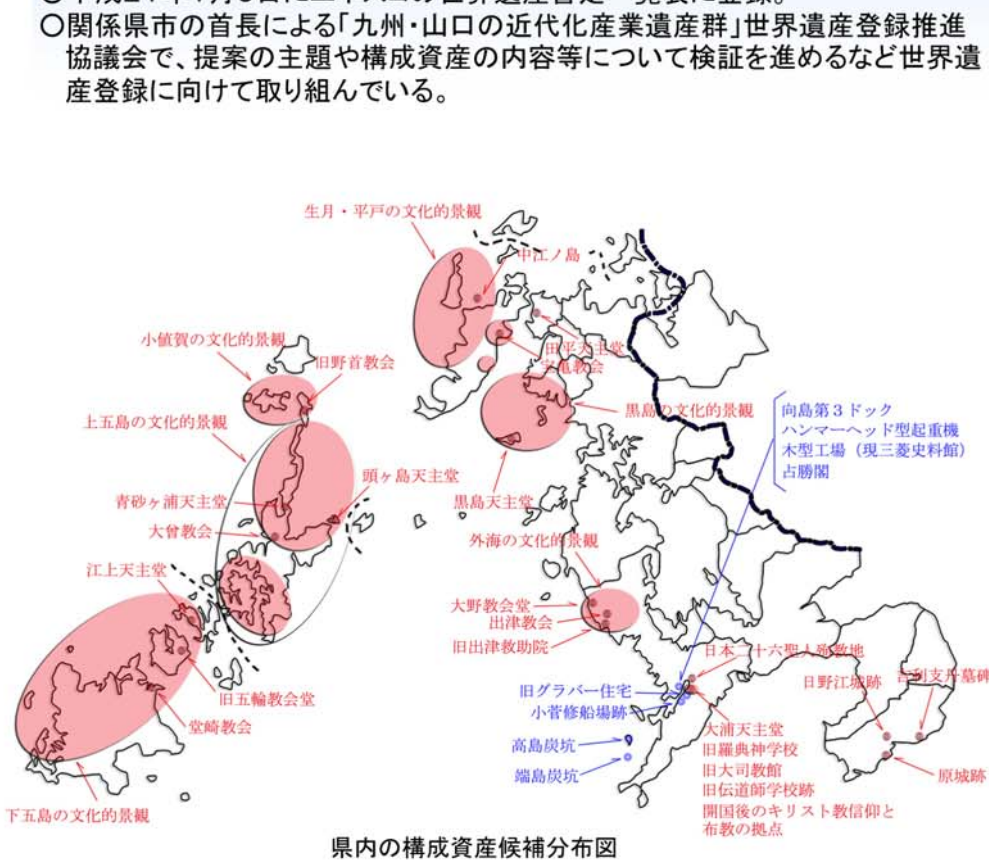 〇関係県市の首長による「九州・山口の近代化産業遺産群」世界遺産登録推進
協議会で、提案の主題や構成資産の内容等について検証を進めるなど世界遺
産登録に向けて取り組んでいる。
生月・平戸の文化的景観
中江ノ島
小値賀の文化的景観
旧野首教会
田平天主堂
宝亀教会
上五島の文化的景観
黒島の文化的景観
向島第3ドック
ハンマーヘッド型起重機
木型工場（現三菱史料館）
占勝閣
頭ヶ島天主堂
青砂ヶ浦天主堂
黒島天主堂
大曾教会
外海の文化的景観
江上天主堂
大野教会堂
出津教会
旧出津救助院
日本二十六聖人殉教地
日野江城跡
吉利支丹墓碑
旧グラバー住宅
旧五輪教会堂
小菅修船場跡
堂崎教会
大浦天主堂
高島炭坑
旧羅典神学校
端島炭坑
旧大司教館
原城跡
旧伝道師学校跡
開国後のキリスト教信仰と
布教の拠点
下五島の文化的景観
県内の構成資産候補分布図